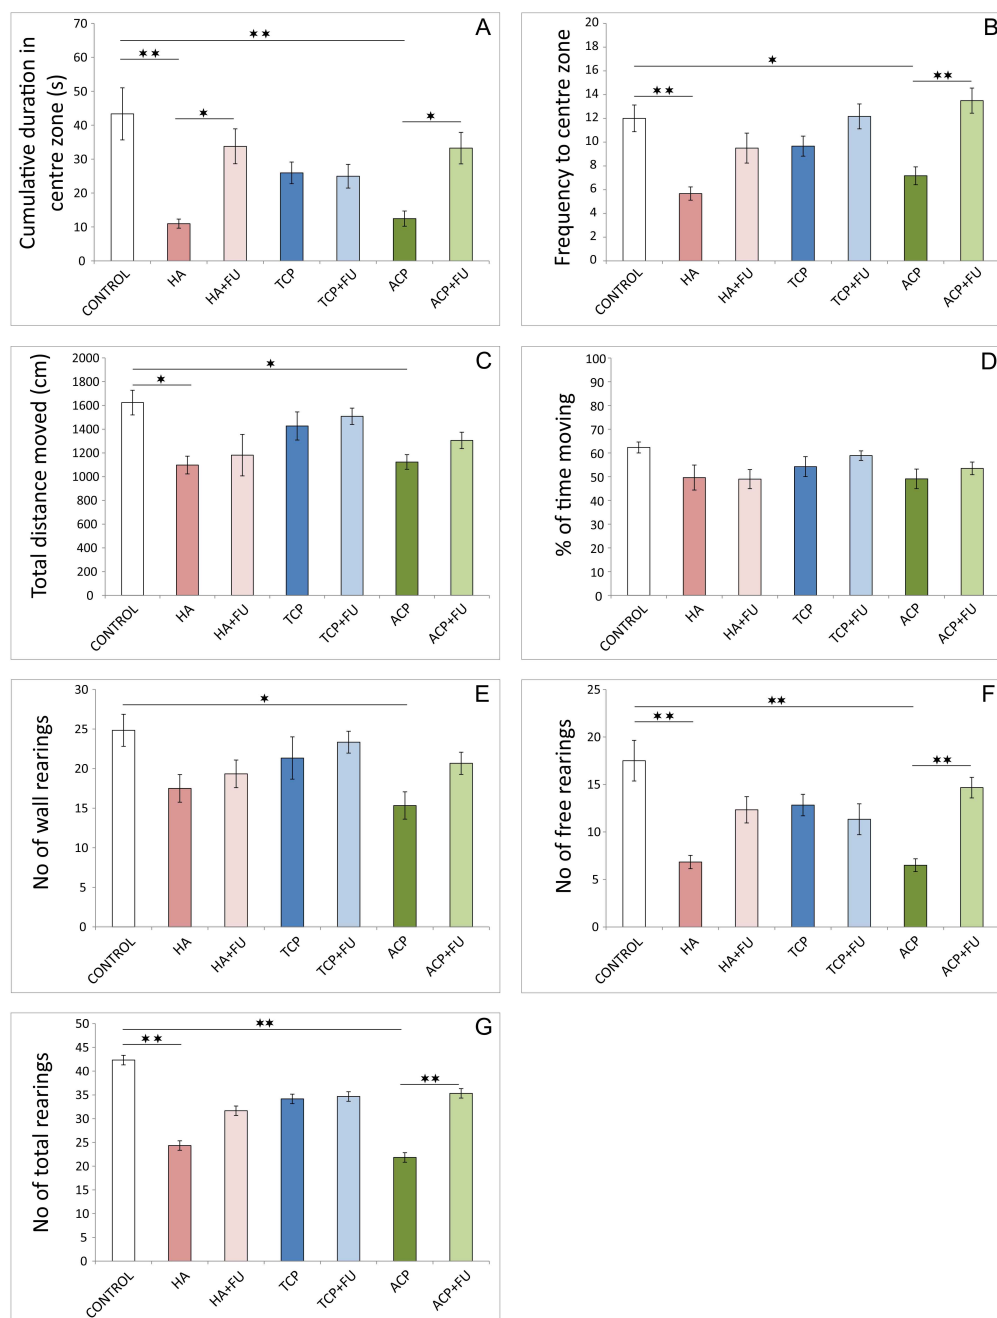 A
Cumulative duration in
centre zone (s)
70
60
50
40
30
20
10
0
★★
★★
★
★
CONTROL
HA
HA+FU
TCP
TCP+FU
ACP
ACP+FU
B
Frequency to centre zone
20
18
16
14
12
10
8
6
4
2
0
★
★★
★★
CONTROL
HA
HA+FU
TCP
TCP+FU
ACP
ACP+FU
C
Total distance moved (cm)
2000
1800
1600
1400
1200
1000
800
600
400
200
0
★
★
CONTROL
HA
HA+FU
TCP
TCP+FU
ACP
ACP+FU
D
% of time moving
100
90
80
70
60
50
40
30
20
10
0
CONTROL
HA
HA+FU
TCP
TCP+FU
ACP
ACP+FU
E
No of wall rearings
30
25
20
15
10
5
0
★
CONTROL
HA
HA+FU
TCP
TCP+FU
ACP
ACP+FU
F
No of free rearings
25
20
15
10
5
0
★★
★★
★★
CONTROL
HA
HA+FU
TCP
TCP+FU
ACP
ACP+FU
G
No of total rearings
50
45
40
35
30
25
20
15
10
5
0
★★
★★
★★
CONTROL
HA
HA+FU
TCP
TCP+FU
ACP
ACP+FU